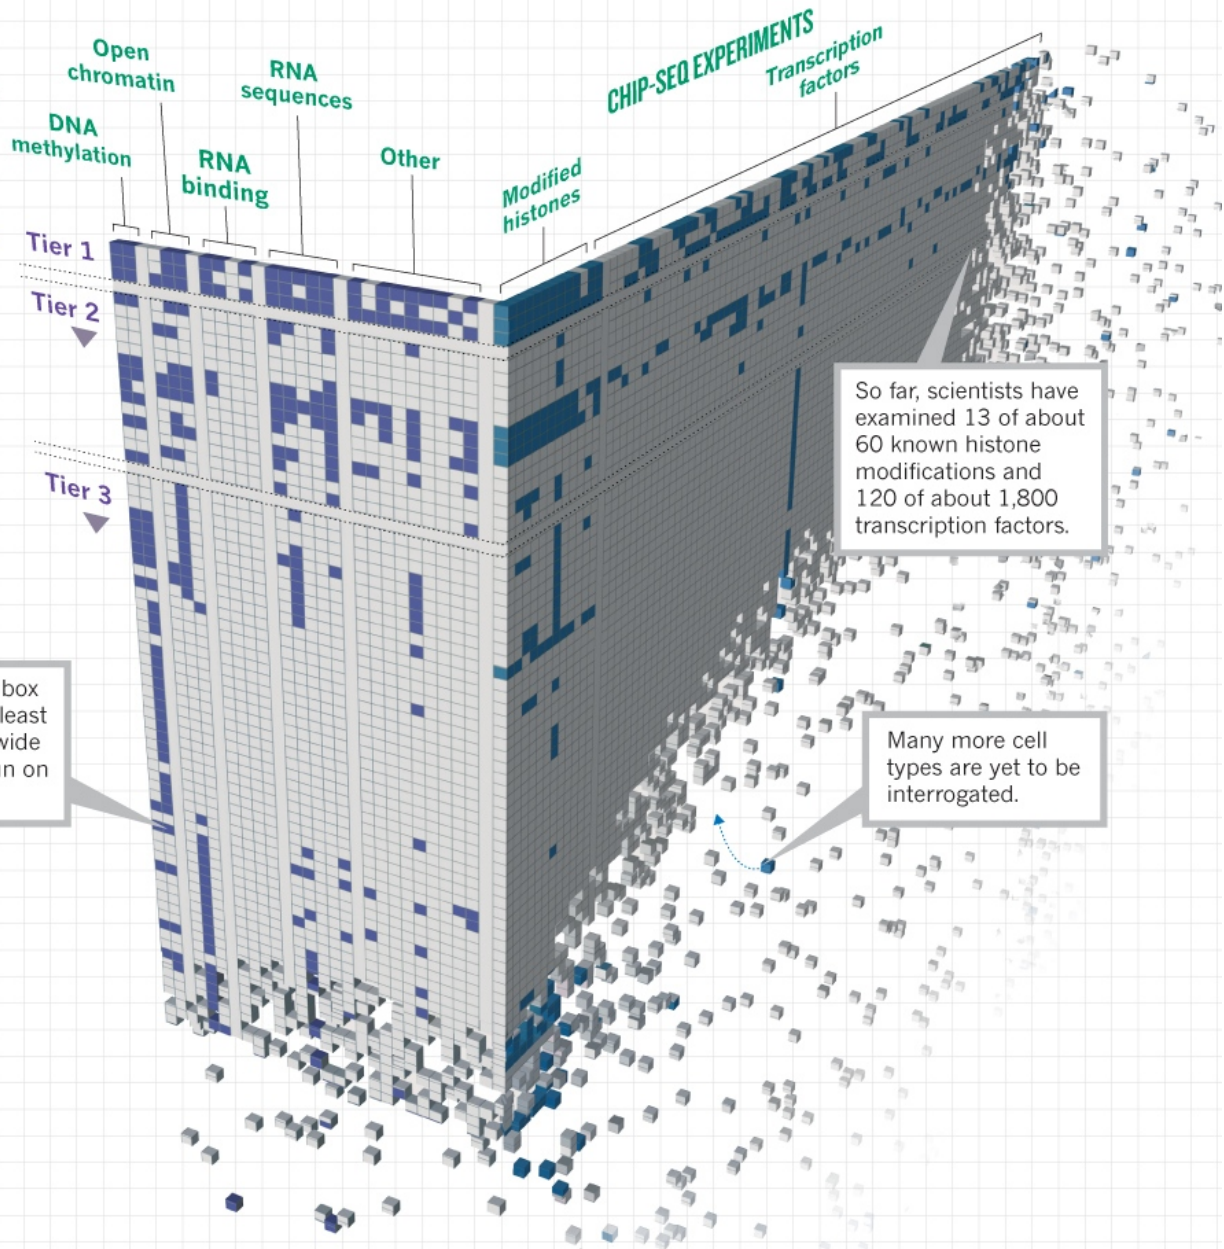 Open
chromatin
RNA
sequences
DNA
methylation
RNA
binding
Other
CHIP-SEQ EXPERIMENTS
Transcription
factors
Modified
histones
Tier 1
Tier 2
Tier 3
So far, scientists have
examined 13 of about
60 known histone
modifications and
120 of about 1,800
transcription factors.
box
least
wide
on
Many more cell
types are yet to be
interrogated.